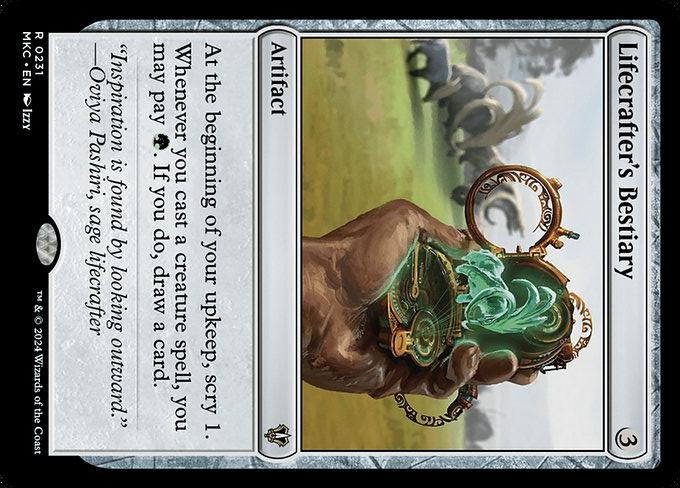 Lifecrafter's Bestiary 3
Artifact
At the beginning of your upkeep, scry 1.
Whenever you cast a creature spell, you
may pay . If you do, draw a card.
“Inspiration is found by looking outward.”
—Oviya Pashiri, sage lifecrafter
R 0231
MKC • EN Izzy
™ & © 2024 Wizards of the Coast